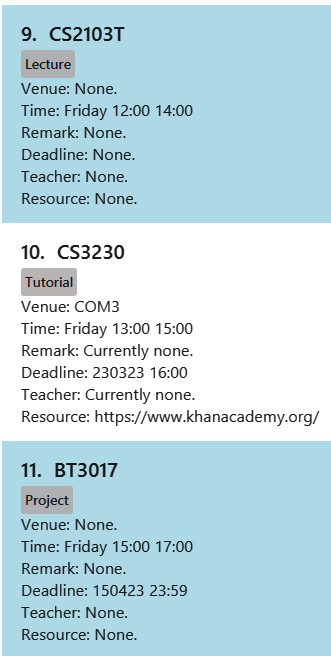 9. CS2103T
Lecture
Venue: None.
Time: Friday 12:00 14:00
Remark: None.
Deadline: None.
Teacher: None.
Resource: None.
10. CS3230
Tutorial
Venue: COM3
Time: Friday 13:00 15:00
Remark: Currently none.
Deadline: 230323 16:00
Teacher: Currently none.
Resource: https://www.khanacademy.org/
11. BT3017
Project
Venue: None.
Time: Friday 15:00 17:00
Remark: None.
Deadline: 150423 23:59
Teacher: None.
Resource: None.